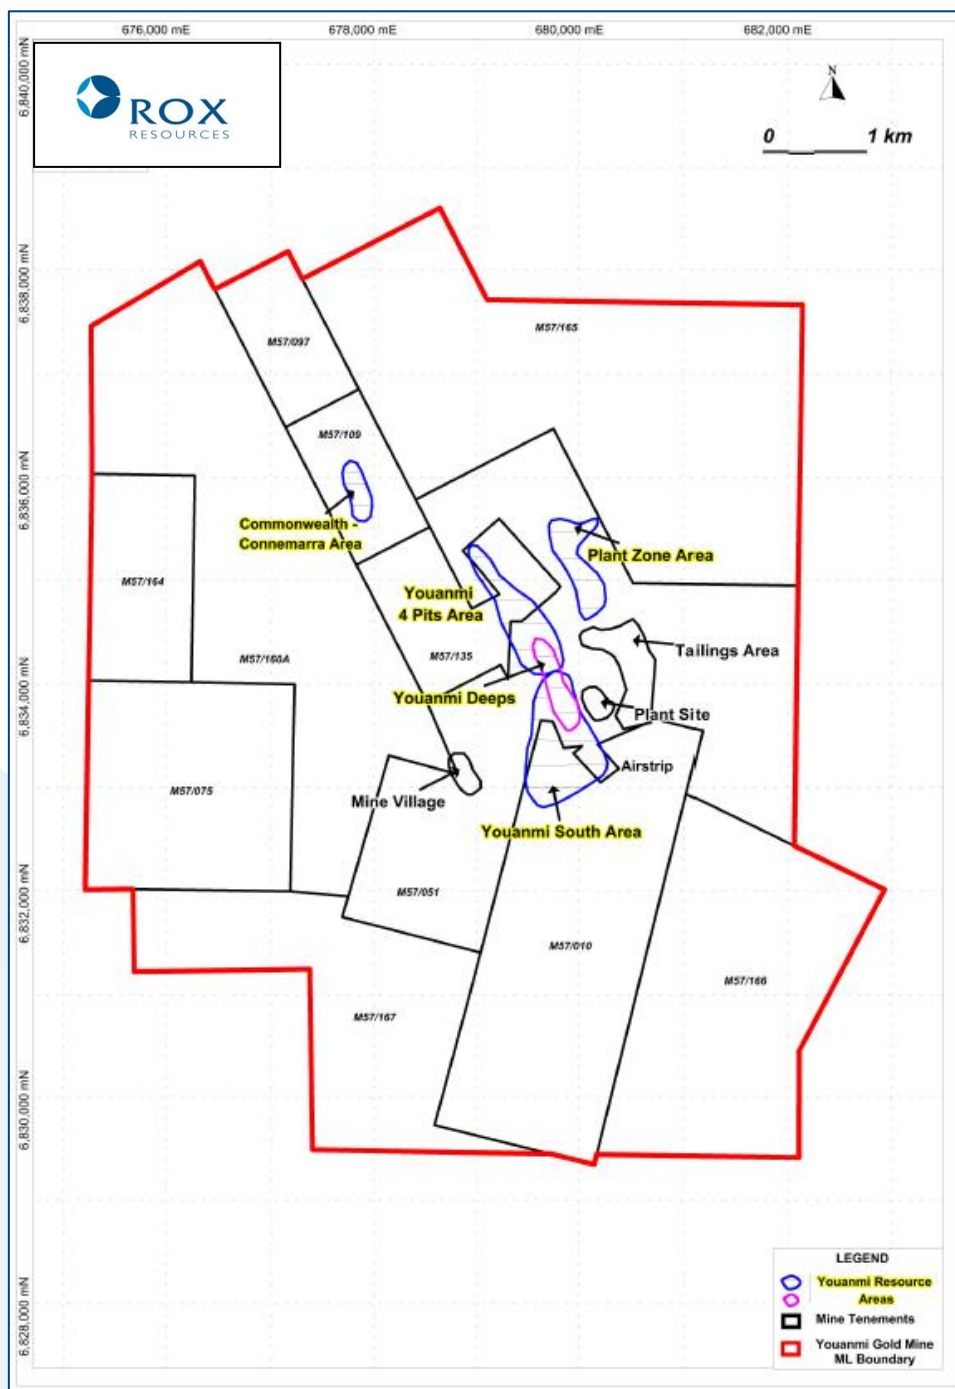 676,000 mE 678,000 mE 680,000 mE 682,000 mE
6,840,000 mN
ROX
RESOURCES
N
0 1 km
6,838,000 mN
M57/165
M57/097
M57/109
6,836,000 mN
Commonwealth -
Connemarra Area
Plant Zone Area
M57/164
Youanmi
4 Pits Area
M57/160A
M57/135
Tailings Area
6,834,000 mN
Youanmi Deeps
Plant Site
Airstrip
M57/075
Mine Village
Youanmi South Area
6,832,000 mN
M57/051
M57/010
M57/166
M57/167
6,830,000 mN
6,828,000 mN
LEGEND
Youanmi Resource
Areas
Mine Tenements
Youanmi Gold Mine
ML Boundary